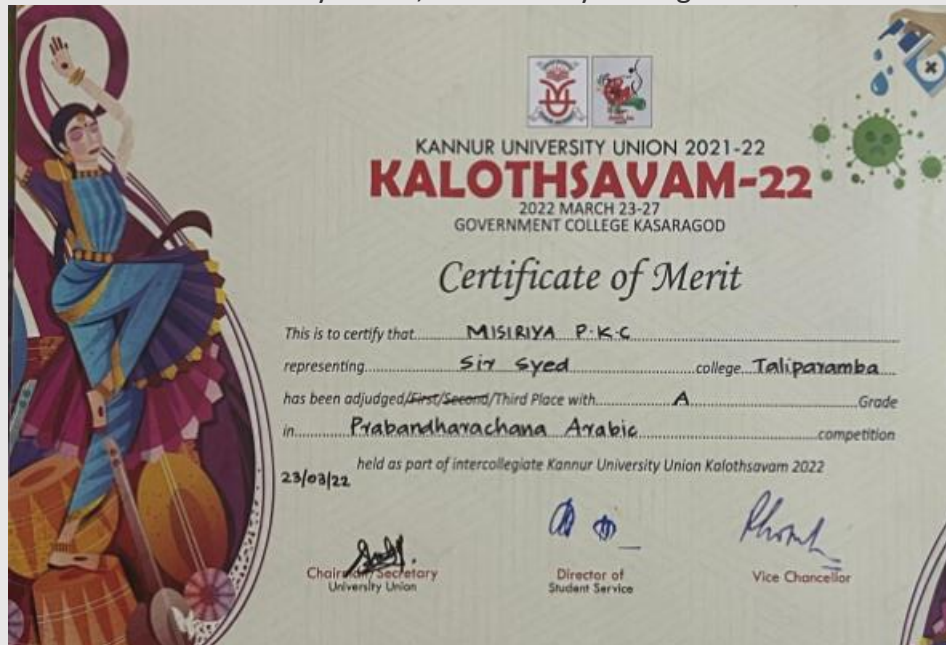 KANNUR UNIVERSITY UNION 2021-22
KALOTHSAVAM-22
2022 MARCH 23-27
GOVERNMENT COLLEGE KASARAGOD
Certificate of Merit
This is to certify that MISIRIYA P.K.C
representing Sir Syed college Taliparamba
has been adjudged/First/Second/Third Place with A Grade
in Prabandharachana Arabic competition
held as part of intercollegiate Kannur University Union Kalothsavam 2022
23/03/22
Chairman/Secretary
University Union
Director of
Student Service
Vice Chancellor